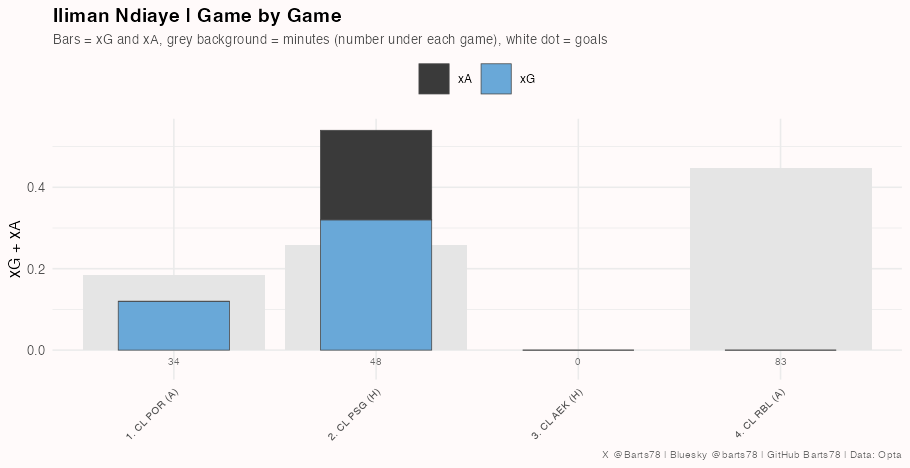 Iliman Ndiaye | Game by Game
Bars = xG and xA, grey background = minutes (number under each game), white dot = goals
xA xG
xG + xA
0.4
0.2
0.0
34 48 0 83
1. CL POR (A)
2. CL PSG (H)
3. CL AEK (H)
4. CL RBL (A)
X @Barts78 | Bluesky @barts78 | GitHub Barts78 | Data: Opta